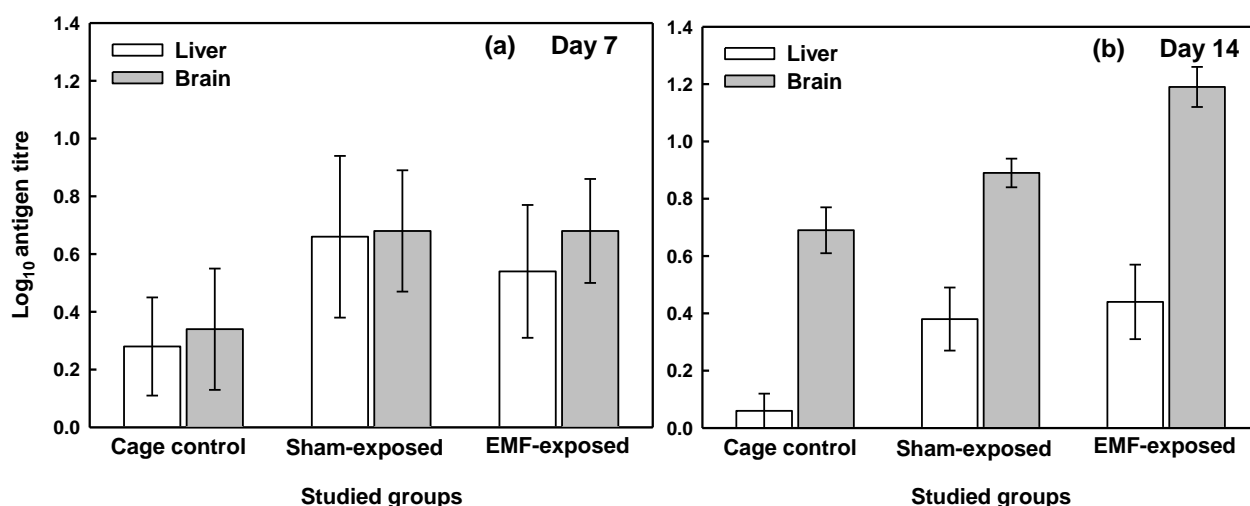 (a) Day 7
Liver
Brain
Log10 antigen titre
1.4
1.2
1.0
0.8
0.6
0.4
0.2
0.0
Cage control Sham-exposed EMF-exposed
Studied groups
(b) Day 14
Liver
Brain
1.4
1.2
1.0
0.8
0.6
0.4
0.2
0.0
Cage control Sham-exposed EMF-exposed
Studied groups